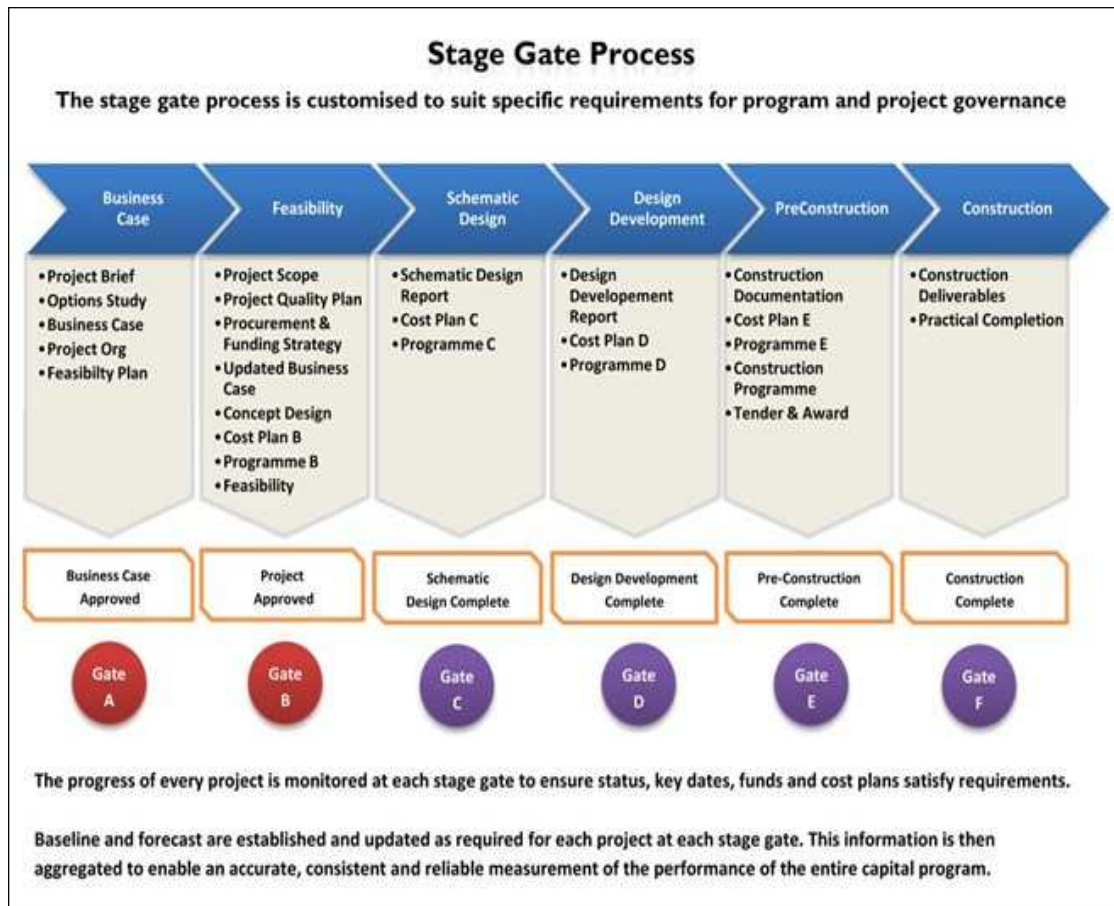 Stage Gate Process
The stage gate process is customised to suit specific requirements for program and project governance
Business
Case
Feasibility
Schematic
Design
Design
Development
PreConstruction
Construction
• Project Brief
• Options Study
• Business Case
• Project Org
• Feasibilty Plan
• Project Scope
• Project Quality Plan
• Procurement &
Funding Strategy
• Updated Business
Case
• Concept Design
• Cost Plan B
• Programme B
• Feasibility
• Schematic Design
Report
• Cost Plan C
• Programme C
• Design
Developement
Report
• Cost Plan D
• Programme D
• Construction
Documentation
• Cost Plan E
• Programme E
• Construction
Programme
• Tender & Award
• Construction
Deliverables
• Practical Completion
Business Case
Approved
Project
Approved
Schematic
Design Complete
Design Development
Complete
Pre-Construction
Complete
Construction
Complete
Gate
A
Gate
B
Gate
C
Gate
D
Gate
E
Gate
F
The progress of every project is monitored at each stage gate to ensure status, key dates, funds and cost plans satisfy requirements.
Baseline and forecast are established and updated as required for each project at each stage gate. This information is then
aggregated to enable an accurate, consistent and reliable measurement of the performance of the entire capital program.